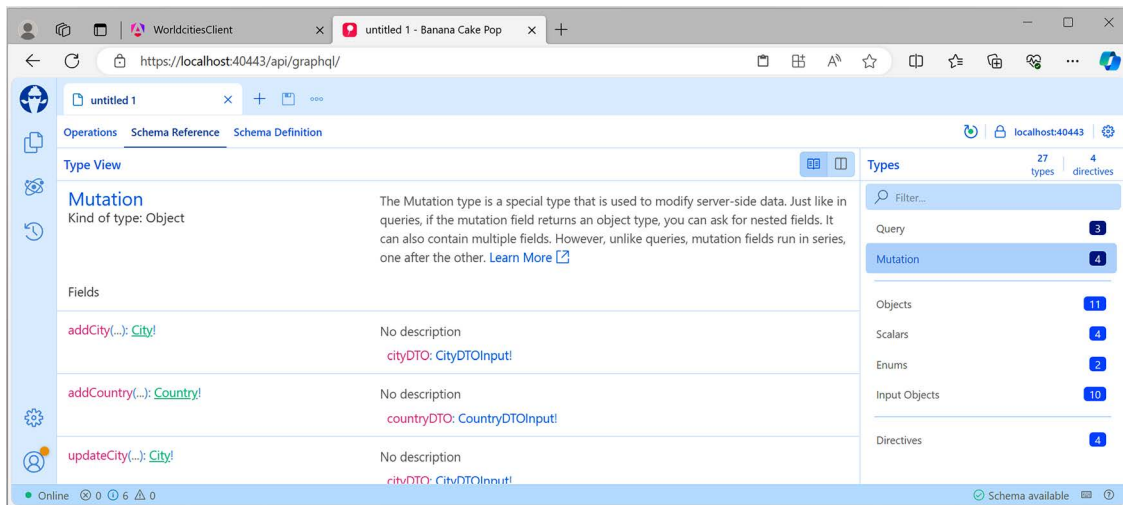 WorldcitiesClient
untitled 1 - Banana Cake Pop
https://localhost:40443/api/graphql/
untitled 1
Operations
Schema Reference
Schema Definition
localhost:40443
Type View
Types
27
types
4
directives
Mutation
Kind of type: Object
The Mutation type is a special type that is used to modify server-side data. Just like in
queries, if the mutation field returns an object type, you can ask for nested fields. It
can also contain multiple fields. However, unlike queries, mutation fields run in series,
one after the other. Learn More
Filter...
Query 3
Mutation 4
Objects 11
Scalars 4
Enums 2
Input Objects 10
Directives 4
Fields
addCity(...): City!
No description
cityDTO: CityDTOInput!
addCountry(...): Country!
No description
countryDTO: CountryDTOInput!
updateCity(...): City!
No description
cityDTO: CityDTOInput!
Online 0 6 0
Schema available